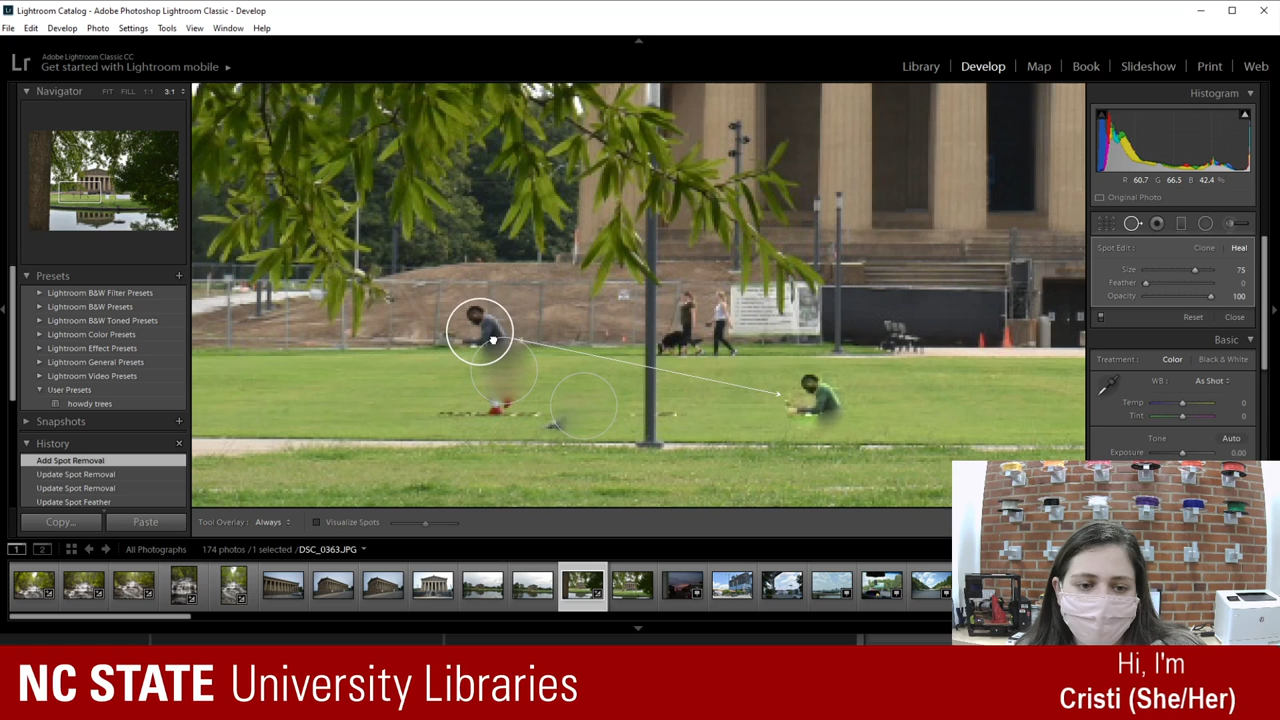 Lightroom Catalog - Adobe Photoshop Lightroom Classic - Develop
File Edit Develop Photo Settings Tools View Window Help
Lr
Adobe Lightroom Classic CC
Get started with Lightroom mobile
Library | Develop | Map | Book | Slideshow | Print | Web
Navigator FIT FILL 1:1 3:1
Presets
Lightroom B&W Filter Presets
Lightroom B&W Presets
Lightroom B&W Toned Presets
Lightroom Color Presets
Lightroom Effect Presets
Lightroom General Presets
Lightroom Video Presets
User Presets
howdy trees
Snapshots
History
Add Spot Removal
Update Spot Removal
Update Spot Removal
Update Spot Feather
Copy... Paste
Tool Overlay: Always Visualize Spots
Histogram
R 60.7 G 66.5 B 42.4 %
Original Photo
Spot Edit: Clone Heal
Size 75
Feather 0
Opacity 100
Reset Close
Basic
Treatment: Color Black & White
WB: As Shot
Temp 0
Tint 0
Tone Auto
Exposure 0.00
1 2 All Photographs 174 photos / 1 selected / DSC_0363.JPG
NC STATE University Libraries
Hi, I'm
Cristi (She/Her)